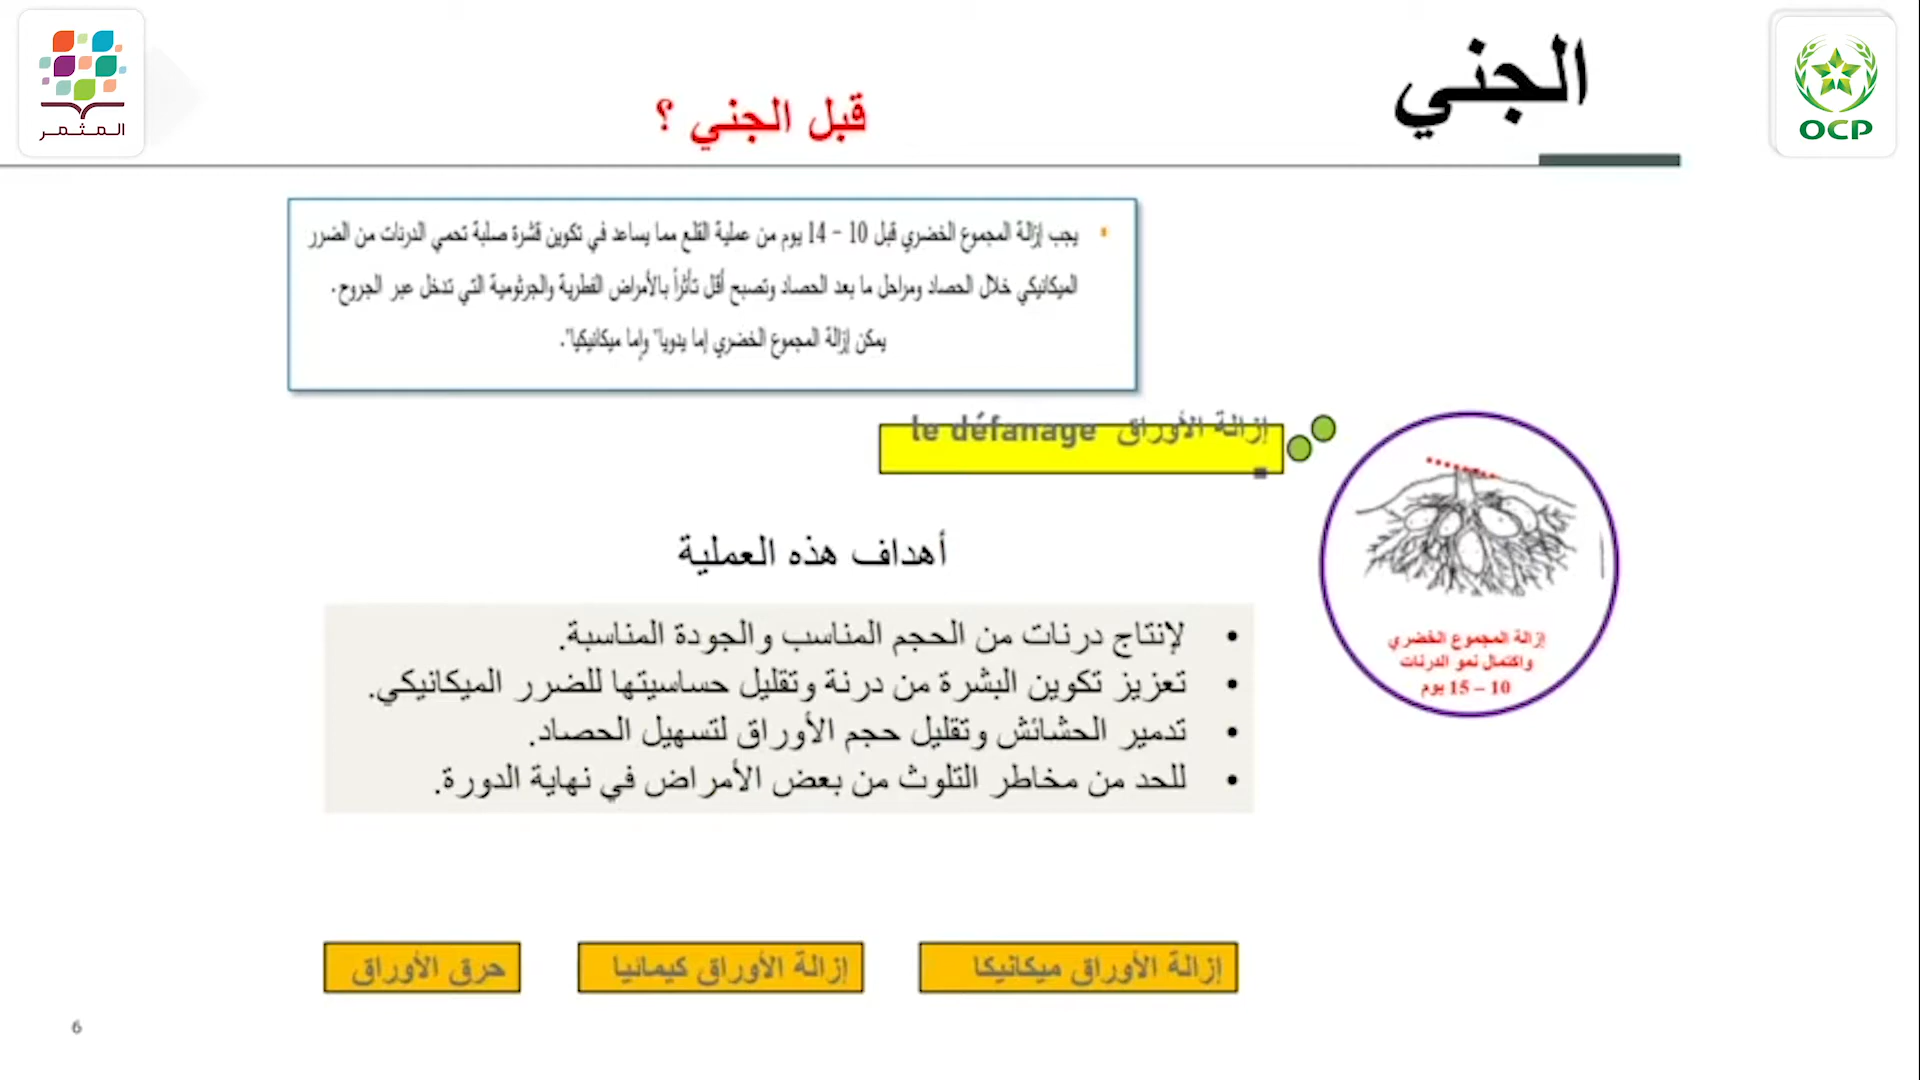 المثمر
OCP
الجني
قبل الجني ؟
يجب إزالة المجموع الخضري قبل 10 – 14 يوم من عملية القلع مما يساعد في تكوين قشرة صلبة تحمي الدرنات من الضرر
الميكانيكي خلال الحصاد ومراحل ما بعد الحصاد وتصبح أقل تأثراً بالأمراض الفطرية والجرثومية التي تدخل عبر الجروح.
يمكن إزالة المجموع الخضري إما يدويا" وإما ميكانيكيا".
إزالة الأوراق le défanage
إزالة المجموع الخضري
واكتمال نمو الدرنات
10 – 15 يوم
أهداف هذه العملية
• لإنتاج درنات من الحجم المناسب والجودة المناسبة.
• تعزيز تكوين البشرة من درنة وتقليل حساسيتها للضرر الميكانيكي.
• تدمير الحشائش وتقليل حجم الأوراق لتسهيل الحصاد.
• للحد من مخاطر التلوث من بعض الأمراض في نهاية الدورة.
إزالة الأوراق ميكانيكا
إزالة الأوراق كيمائيا
حرق الأوراق
6